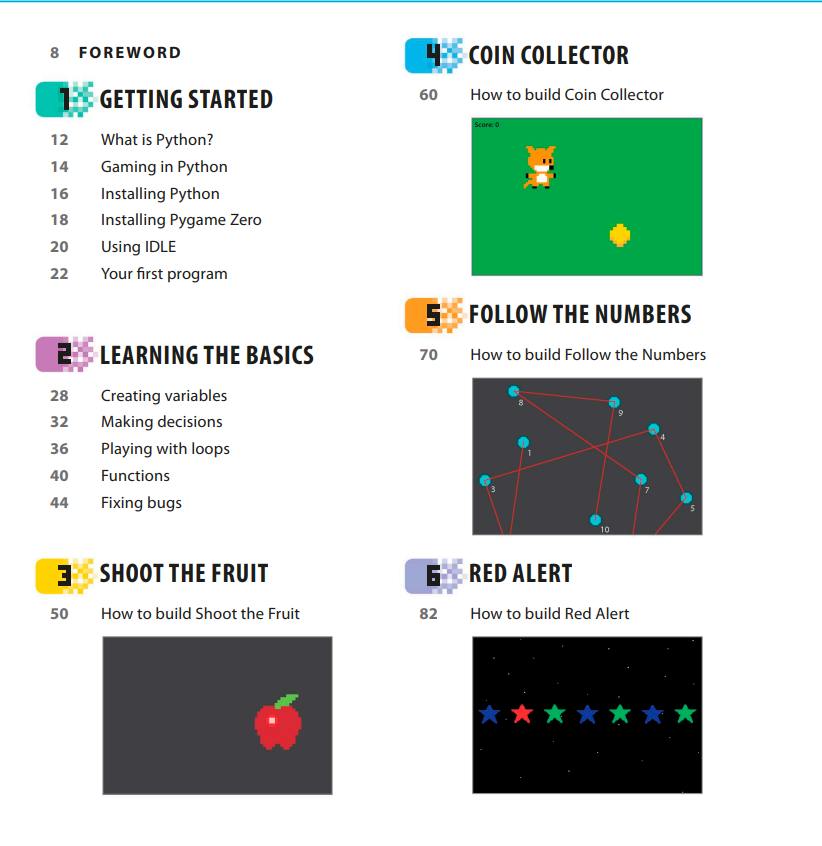 8 FOREWORD
1 GETTING STARTED
12 What is Python?
14 Gaming in Python
16 Installing Python
18 Installing Pygame Zero
20 Using IDLE
22 Your first program
2 LEARNING THE BASICS
28 Creating variables
32 Making decisions
36 Playing with loops
40 Functions
44 Fixing bugs
3 SHOOT THE FRUIT
50 How to build Shoot the Fruit
4 COIN COLLECTOR
60 How to build Coin Collector
Score: 0
5 FOLLOW THE NUMBERS
70 How to build Follow the Numbers
8
9
4
1
3
7
5
10
6 RED ALERT
82 How to build Red Alert